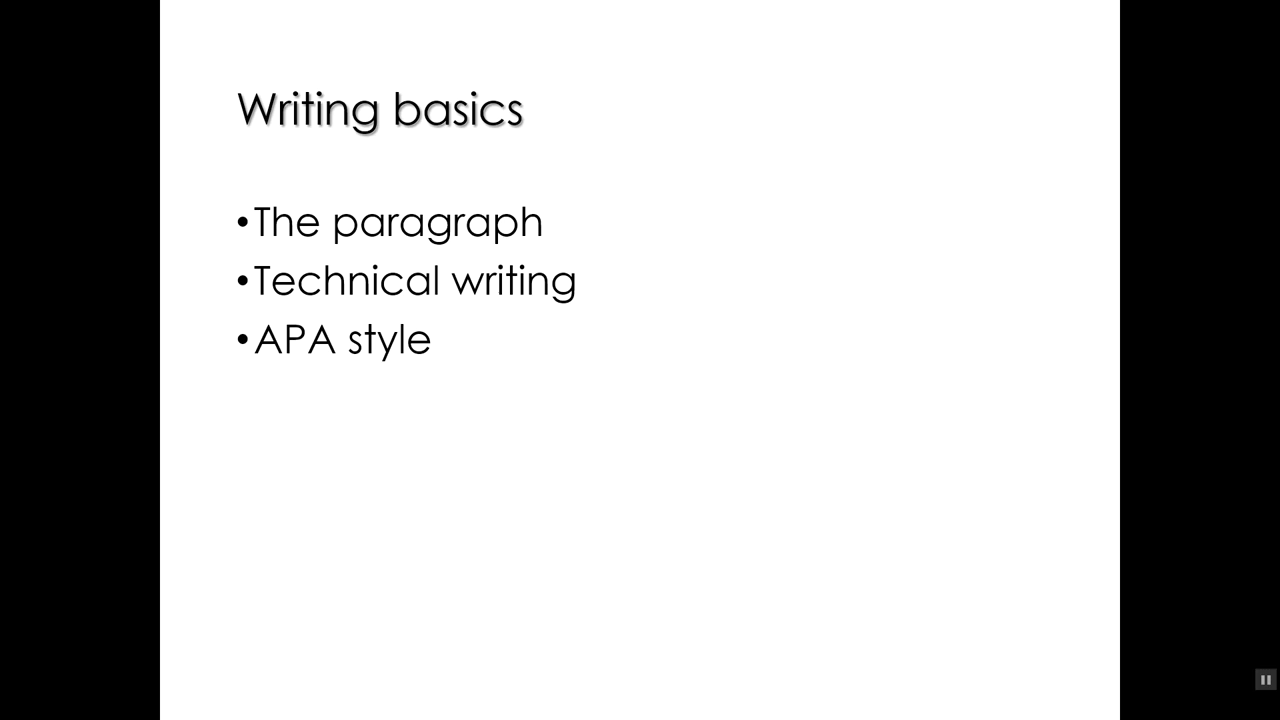 Writing basics
•The paragraph
•Technical writing
•APA style